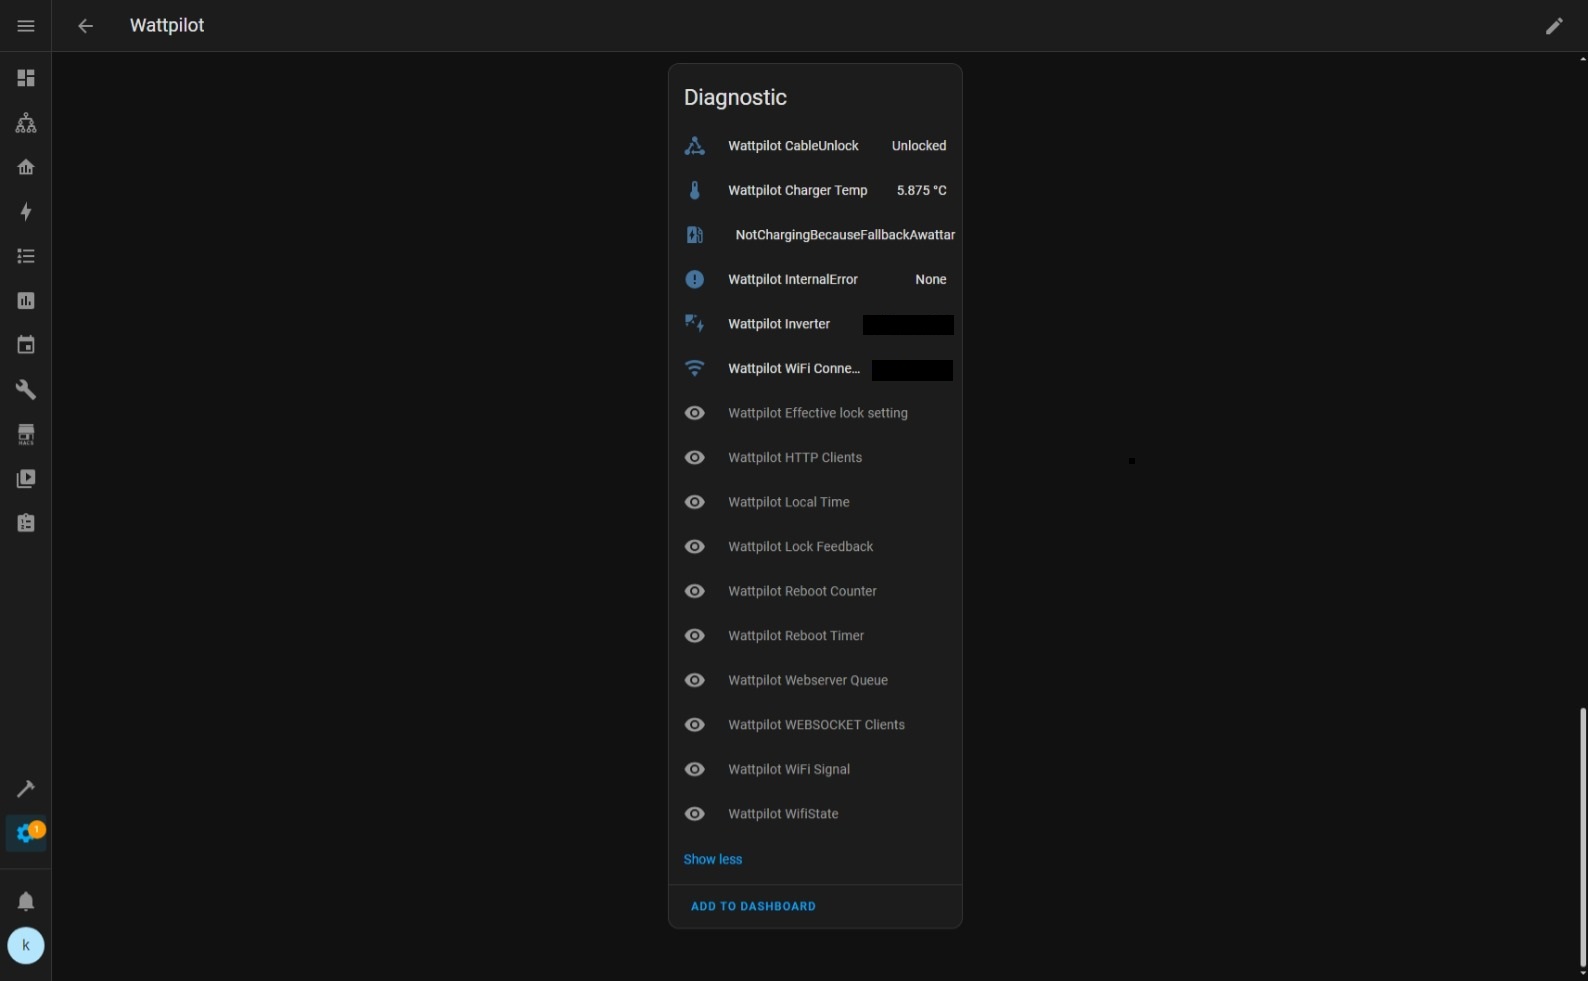 Wattpilot
Diagnostic
Wattpilot CableUnlock Unlocked
Wattpilot Charger Temp 5.875 °C
NotChargingBecauseFallbackAwattar
Wattpilot InternalError None
Wattpilot Inverter
Wattpilot WiFi Conne...
Wattpilot Effective lock setting
Wattpilot HTTP Clients
Wattpilot Local Time
Wattpilot Lock Feedback
Wattpilot Reboot Counter
Wattpilot Reboot Timer
Wattpilot Webserver Queue
Wattpilot WEBSOCKET Clients
Wattpilot WiFi Signal
Wattpilot WifiState
Show less
ADD TO DASHBOARD
HACS
1
k